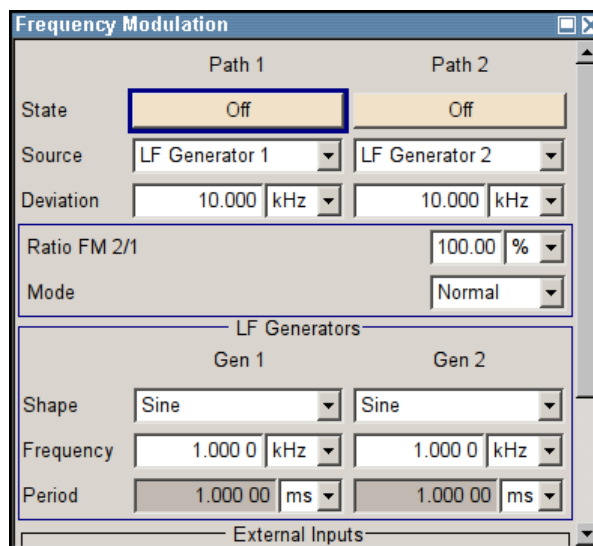 Frequency Modulation
Path 1 Path 2
State Off Off
Source LF Generator 1 LF Generator 2
Deviation 10.000 kHz 10.000 kHz
Ratio FM 2/1 100.00 %
Mode Normal
LF Generators
Gen 1 Gen 2
Shape Sine Sine
Frequency 1.000 0 kHz 1.000 0 kHz
Period 1.000 00 ms 1.000 00 ms
External Inputs